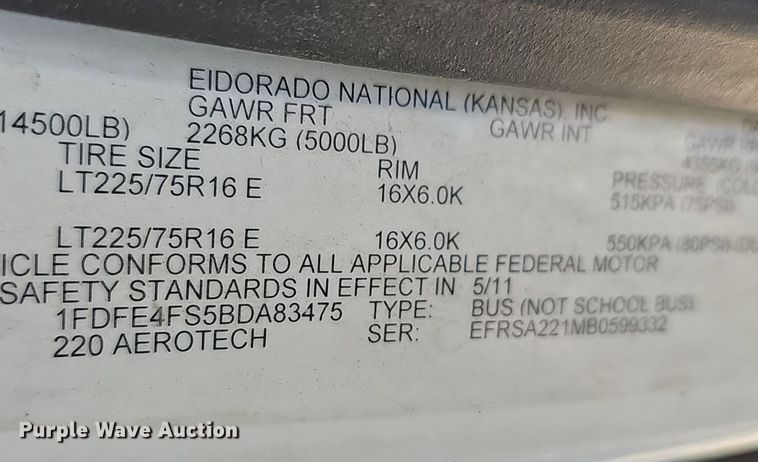 EIDORADO NATIONAL (KANSAS), INC
GAWR FRT GAWR INT GAWR
14500LB) 2268KG (5000LB)
TIRE SIZE RIM PRESSURE (COLD
LT225/75R16 E 16X6.0K 515KPA (75PSI)
LT225/75R16 E 16X6.0K 550KPA (80PSI)
ICLE CONFORMS TO ALL APPLICABLE FEDERAL MOTOR
SAFETY STANDARDS IN EFFECT IN 5/11
1FDFE4FS5BDA83475 TYPE: BUS (NOT SCHOOL BUS)
220 AEROTECH SER: EFRSA221MB0599332
Purple Wave Auction